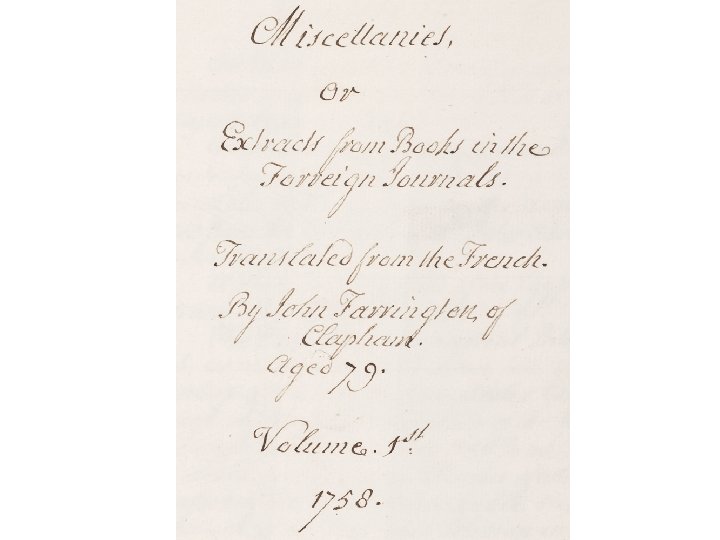 Miscellanies,
or
Extracts from Books in the
Forreign Journals.
Translated from the French.
By John Farrington, of
Clapham.
Aged 79.
Volume. 1st.
1758.